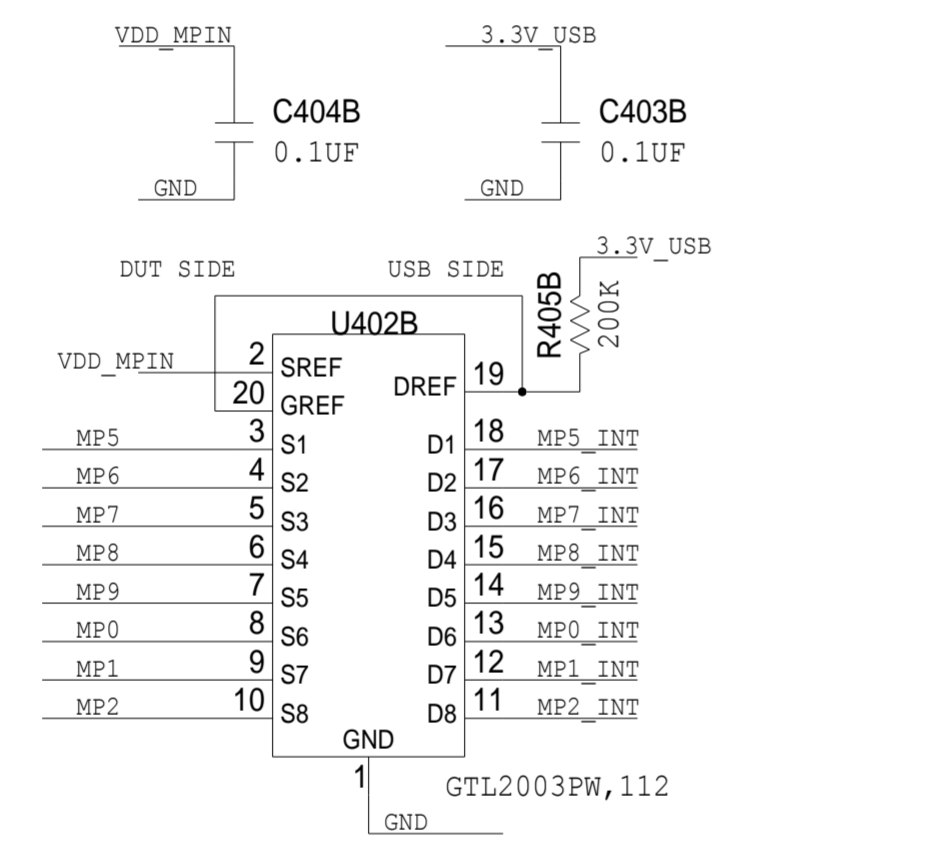 VDD_MPIN
3.3V_USB
C404B
C403B
0.1UF
0.1UF
GND
GND
3.3V_USB
DUT SIDE
USB SIDE
R405B
200K
U402B
VDD_MPIN
2
SREF
DREF
19
20
GREF
MP5
3
S1
D1
18
MP5_INT
MP6
4
S2
D2
17
MP6_INT
MP7
5
S3
D3
16
MP7_INT
MP8
6
S4
D4
15
MP8_INT
MP9
7
S5
D5
14
MP9_INT
MP0
8
S6
D6
13
MP0_INT
MP1
9
S7
D7
12
MP1_INT
MP2
10
S8
D8
11
MP2_INT
GND
1
GTL2003PW,112
GND